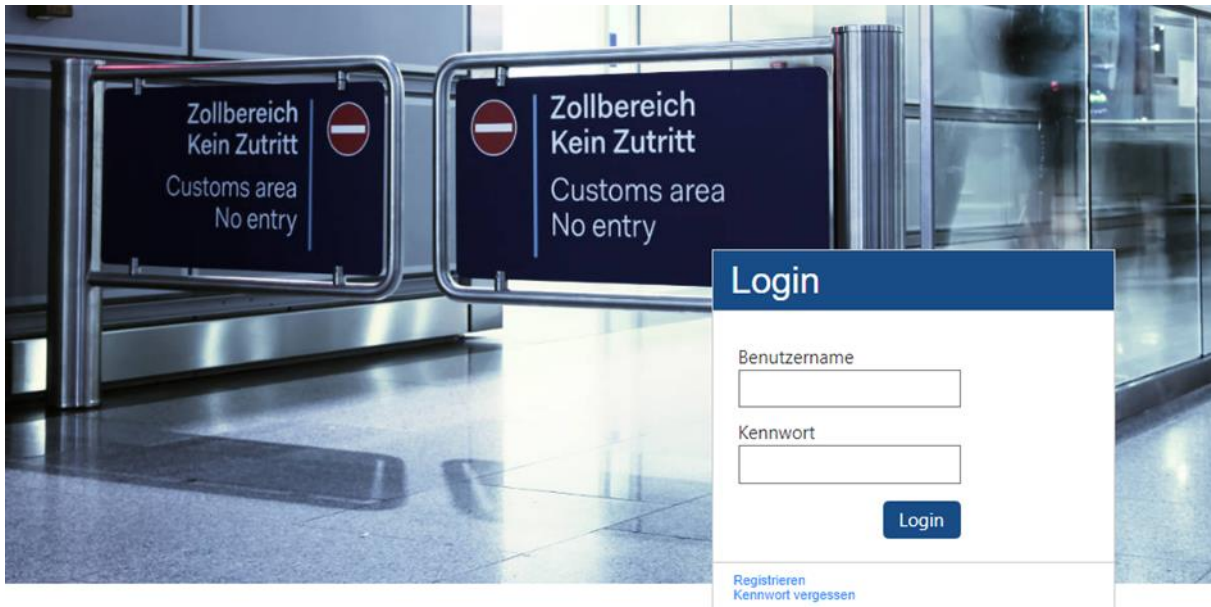 Zollbereich
Kein Zutritt
Customs area
No entry
Zollbereich
Kein Zutritt
Customs area
No entry
Login
Benutzername
Kennwort
Login
Registrieren
Kennwort vergessen